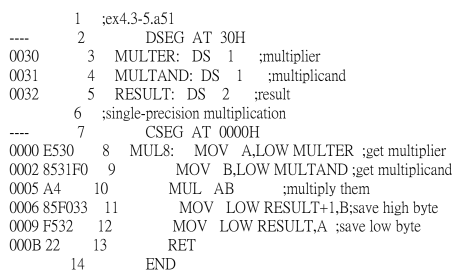 1 ;ex4.3-5.a51
---- 2 DSEG AT 30H
0030 3 MULTER: DS 1 ;multiplier
0031 4 MULTAND: DS 1 ;multiplicand
0032 5 RESULT: DS 2 ;result
6 ;single-precision multiplication
---- 7 CSEG AT 0000H
0000 E530 8 MUL8: MOV A,LOW MULTER ;get multiplier
0002 8531F0 9 MOV B,LOW MULTAND ;get multiplicand
0005 A4 10 MUL AB ;multiply them
0006 85F033 11 MOV LOW RESULT+1,B;save high byte
0009 F532 12 MOV LOW RESULT,A ;save low byte
000B 22 13 RET
14 END